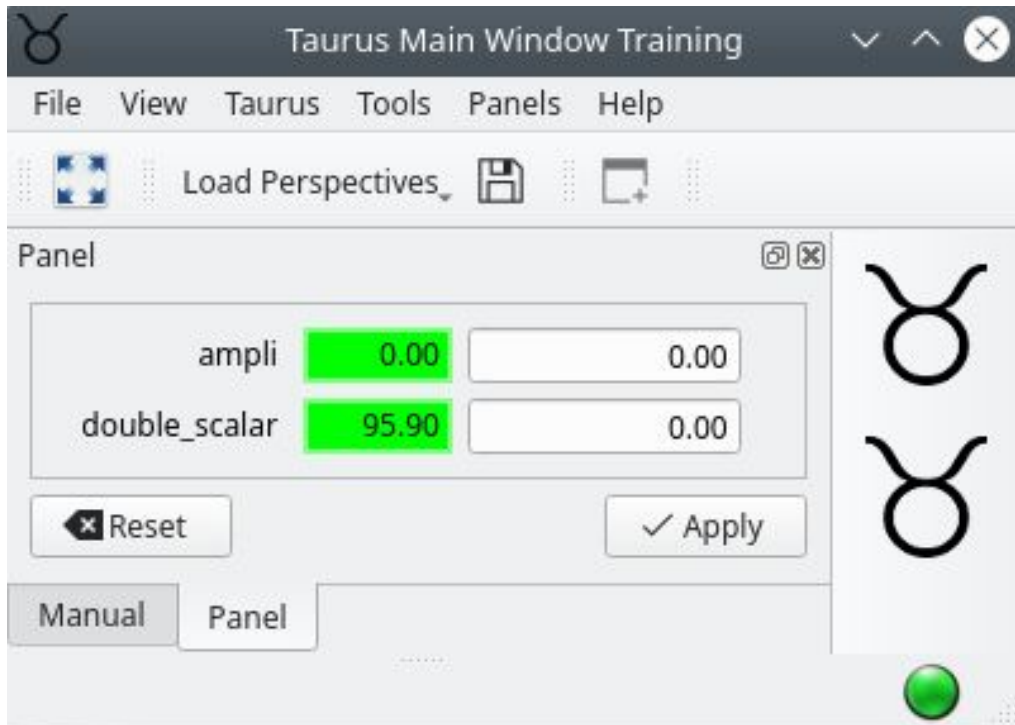 Taurus Main Window Training
File View Taurus Tools Panels Help
Load Perspectives
Panel
ampli 0.00 0.00
double_scalar 95.90 0.00
Reset Apply
Manual Panel